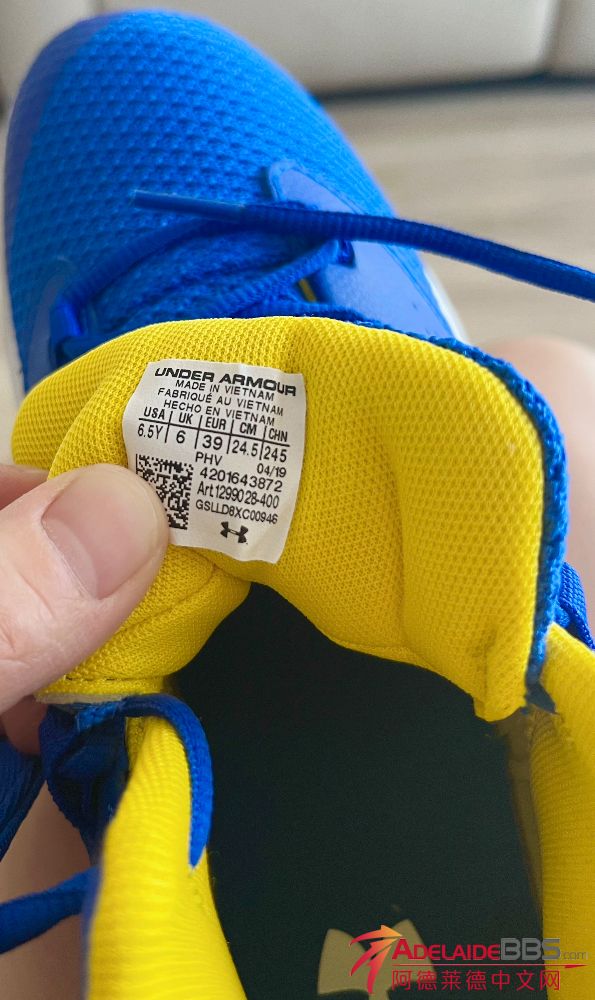 UNDER ARMOUR
MADE IN VIETNAM
FABRIQUÉ AU VIETNAM
HECHO EN VIETNAM
USA UK EUR CM CHN
6.5Y 6 39 24.5 245
PHV 04/19
4201643872
Art1299028-400
GSLLD8XC00946
ADELAIDEBBS.com
阿德莱德中文网